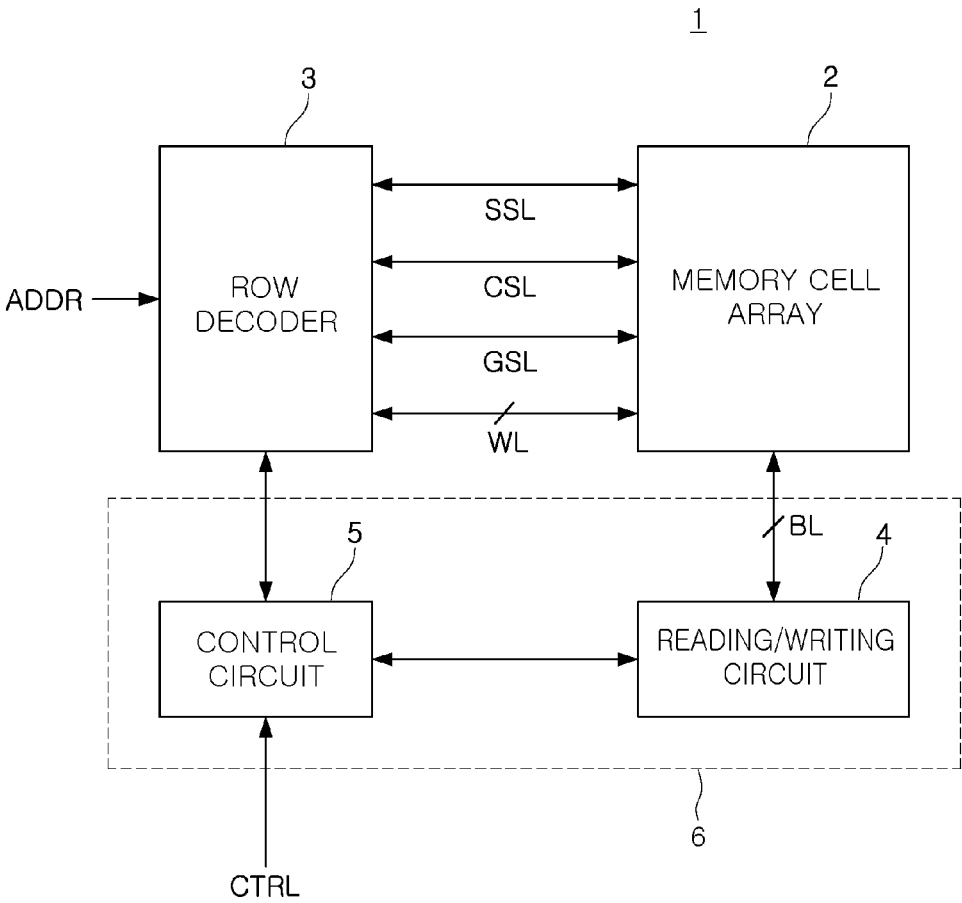 1
3
2
ROW
DECODER
MEMORY CELL
ARRAY
SSL
CSL
GSL
WL
ADDR
BL
5
4
CONTROL
CIRCUIT
READING/WRITING
CIRCUIT
6
CTRL